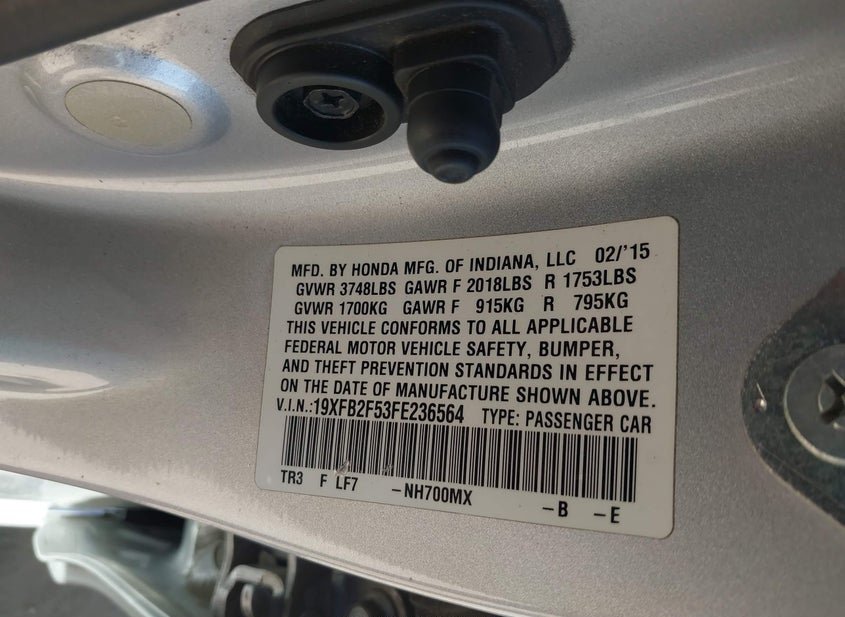 MFD. BY HONDA MFG. OF INDIANA, LLC 02/'15
GVWR 3748LBS GAWR F 2018LBS R 1753LBS
GVWR 1700KG GAWR F 915KG R 795KG
THIS VEHICLE CONFORMS TO ALL APPLICABLE
FEDERAL MOTOR VEHICLE SAFETY, BUMPER,
AND THEFT PREVENTION STANDARDS IN EFFECT
ON THE DATE OF MANUFACTURE SHOWN ABOVE.
V.I.N.:19XFB2F53FE236564 TYPE: PASSENGER CAR
TR3 F LF7 -NH700MX -B -E